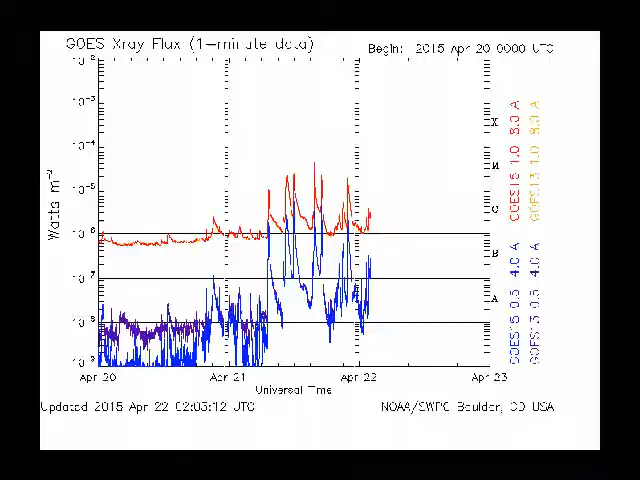 GOES Xray Flux (1-minute data)
Begin: 2015 Apr 20 0000 UTC
10-2
10-3
10-4
10-5
10-6
10-7
10-8
10-9
Watts m-2
X
M
C
B
A
GOES15 1.0 8.0 A
GOES13 1.0 8.0 A
GOES15 0.5 4.0 A
GOES13 0.5 4.0 A
Apr 20
Apr 21
Apr 22
Apr 23
Universal Time
Updated 2015 Apr 22 02:03:12 UTC
NOAA/SWPC Boulder, CO USA